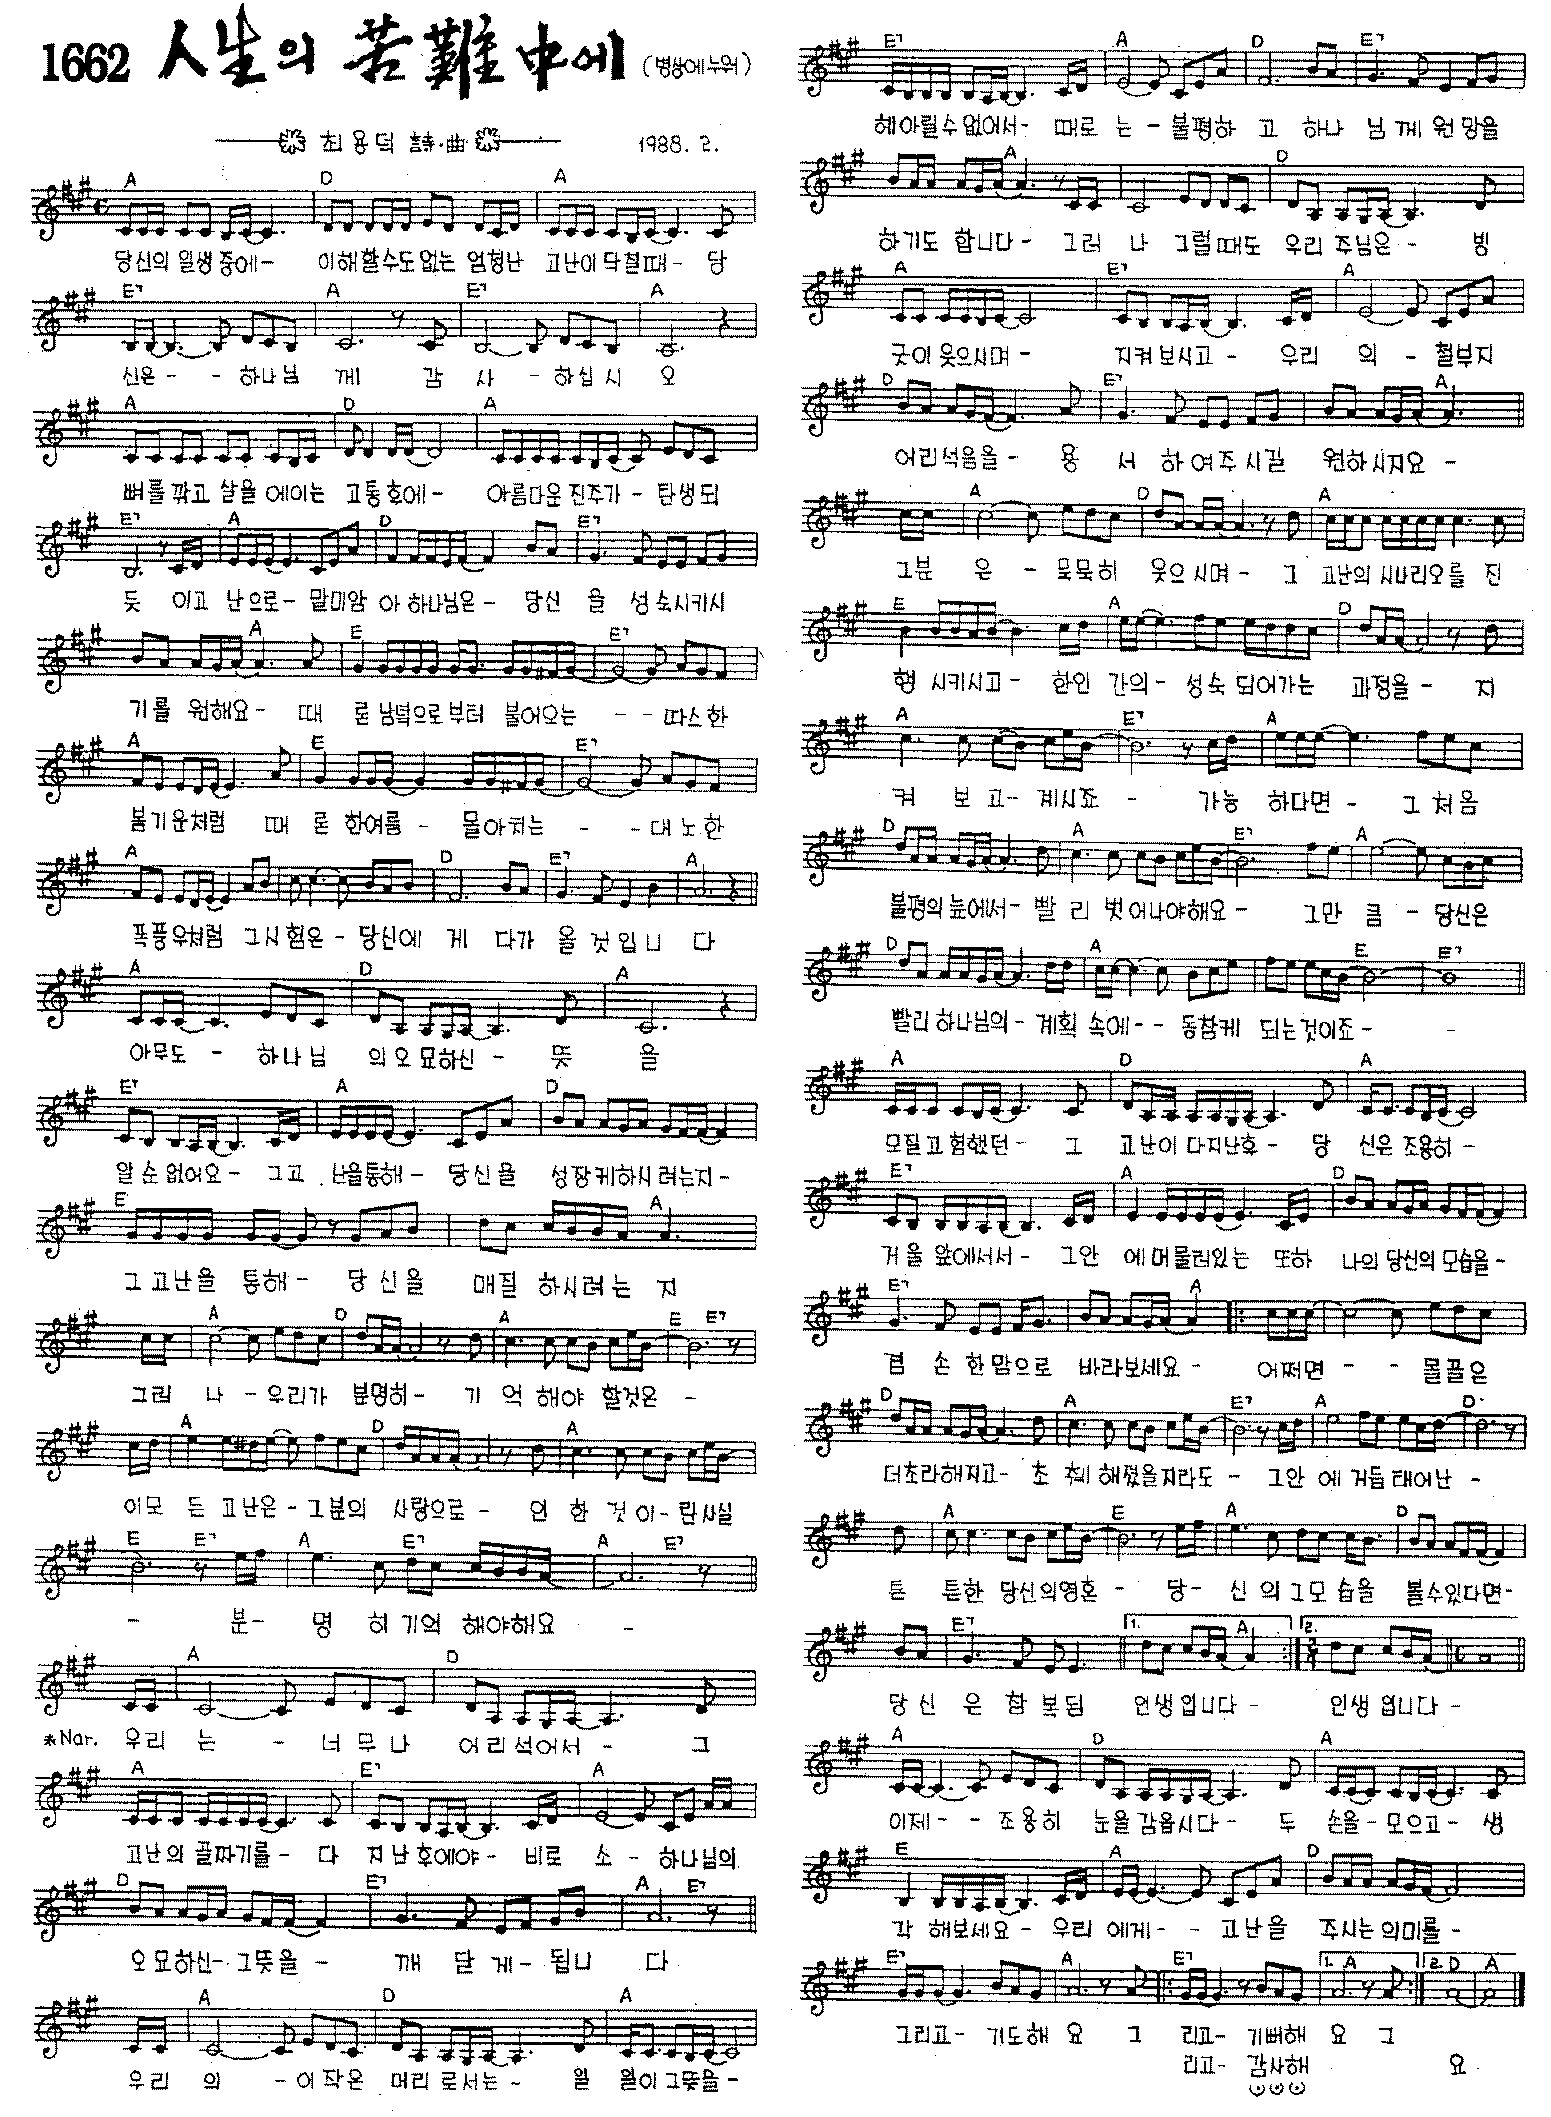 1662 人生의 苦難 中에 (병상에 누워)
최용덕 詩·曲 1988. 2.
A D A
당신의 일생 중에- 이해할수도 없는 엄청난 고난이 닥칠때- 당
E7 A E7 A
신은- - 하나님 께 감 사 - 하십시 오
A D A
뼈를 깎고 살을 에이는 고통후에- 아름다운 진주가- 탄생되
E7 A D E7
듯 이고 난으로- 말미암 아 하나님은- 당신 을 성숙시키시
A E E7
기를 원해요- 때 론 남녘으로부터 불어오는 - - 따스한
A E E7
봄기운처럼 때 론 한여름- 몰아치는 - - 대노한
A D E7 A
폭풍우처럼 그시험은- 당신에 게 다가 올 것입니 다
A D A
아무도 - 하나님 의오묘하신 - 뜻 을
E7 A D
알 순 없어요- 그고 난을통해- 당신을 성장케하시려는지-
E A
그 고난을 통해- 당신을 매질 하시려는 지
A D A E E7
그러 나 - 우리가 분명히- 기 억 해야 할것은 -
A D A
이모 든 고난은-그분의 사랑으로- 인 한 것 이-란사실
E E7 A D E7 A E7
- 분- 명 히 기억 해야해요 -
A D
*Nar. 우리 는 - 너무나 어리석어서 - 그
A E7 A
고난의 골짜기를- 다 지난후에야- 비로 소- 하나님의
D E7 A E7
오묘하신-그뜻을- 깨 닫 게-됩니 다
A D A
우리 의 -이작은 머리로서는- 일 일이 그뜻을-
E7 A D E7
헤아릴수없어서- 때로 는- 불평하 고 하나 님께 원망을
A D
하기도 합니다- 그러 나 그럴때도 우리 주님은- 빙
A E7 A
긋이 웃으시며- 지켜보시고- 우리 의 - 철부지
D E7 A
어리석음을- 용 서 하여주시길 원하시지요 -
A D A
그분 은 - 묵묵히 웃으시며- 그 고난의 시나리오를 진
E A D
행 시키시고- 한인 간의- 성숙 되어가는 과정을- 지
A E7 A
켜 보고- 계시죠 - 가능 하다면- 그 처음
D A E7 A
불평의 늪에서-빨 리 벗어나야해요- 그만 큼 - 당신은
D A E E7
빨리 하나님의- 계획 속에-- 동참케 되는것이죠- -
A D A
모질고 험했던- 그 고난이 다지난후- 당 신은 조용히-
E7 A D
거울 앞에서서- 그안 에머물러있는 또하 나의 당신의 모습을-
E7 A
겸 손 한맘으로 바라보세요- 어쩌면 - - 몰골은
D A E7 A D
더초라해지고- 초 췌해졌을지라도- 그안 에 거듭 태어난 -
A E A D
튼 튼한 당신의영혼 - 당- 신 의 그모 습을 볼수있다면-
E7 1. A 2.
당신 은 참 복된 인생입니다- 인생입니다-
A D A
이제- - 조용히 눈을 감읍시다- 두 손을-모으고- 생
E A D
각 해보세요- 우리 에게-- 고난을 주시는의미를-
E7 A E7 1. A 2. D A
그리고- 기도해 요 그 리고- 기뻐해 요 그
리고- 감사해 요